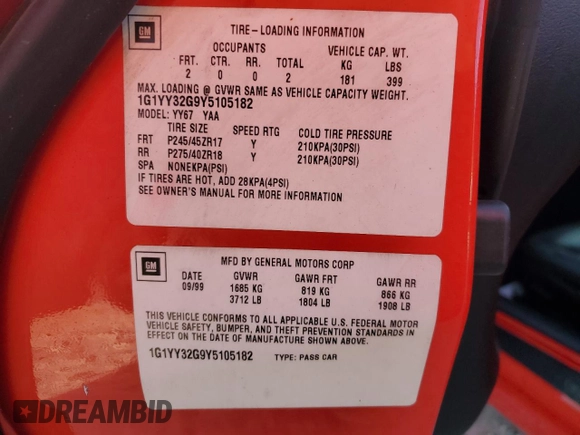 GM
TIRE-LOADING INFORMATION
OCCUPANTS VEHICLE CAP. WT.
FRT. CTR. RR. TOTAL KG LBS
2 0 0 2 181 399
MAX. LOADING @ GVWR SAME AS VEHICLE CAPACITY WEIGHT.
1G1YY32G9Y5105182
MODEL: YY67 YAA
TIRE SIZE SPEED RTG COLD TIRE PRESSURE
FRT P245/45ZR17 Y 210KPA(30PSI)
RR P275/40ZR18 Y 210KPA(30PSI)
SPA NONEKPA(PSI)
IF TIRES ARE HOT, ADD 28KPA(4PSI)
SEE OWNER'S MANUAL FOR MORE INFORMATION
GM
MFD BY GENERAL MOTORS CORP
DATE GVWR GAWR FRT GAWR RR
09/99 1685 KG 819 KG 866 KG
3712 LB 1804 LB 1908 LB
THIS VEHICLE CONFORMS TO ALL APPLICABLE U.S. FEDERAL MOTOR
VEHICLE SAFETY, BUMPER, AND THEFT PREVENTION STANDARDS IN
EFFECT ON THE DATE OF MANUFACTURE SHOWN ABOVE.
1G1YY32G9Y5105182 TYPE: PASS CAR
DREAMBID